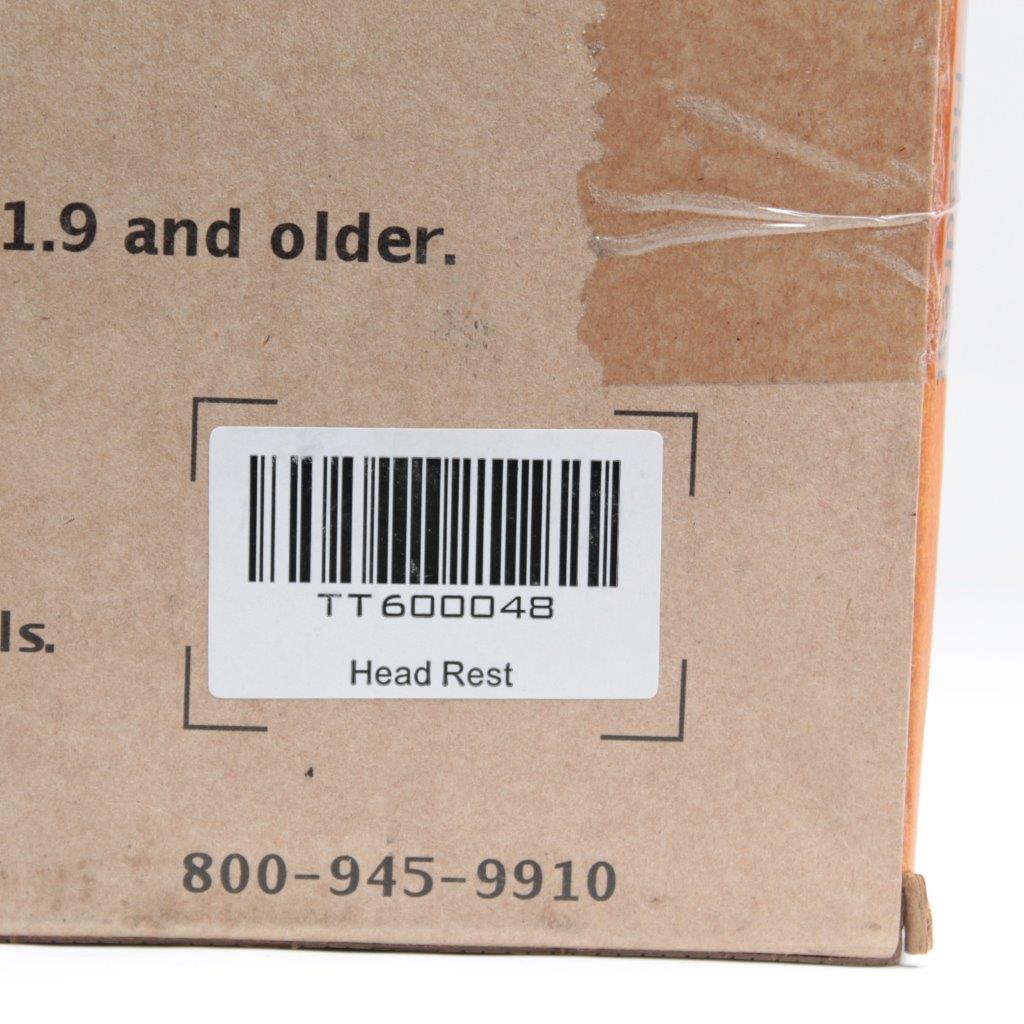 1.9 and older.
TT600048
ls.
Head Rest
800-945-9910